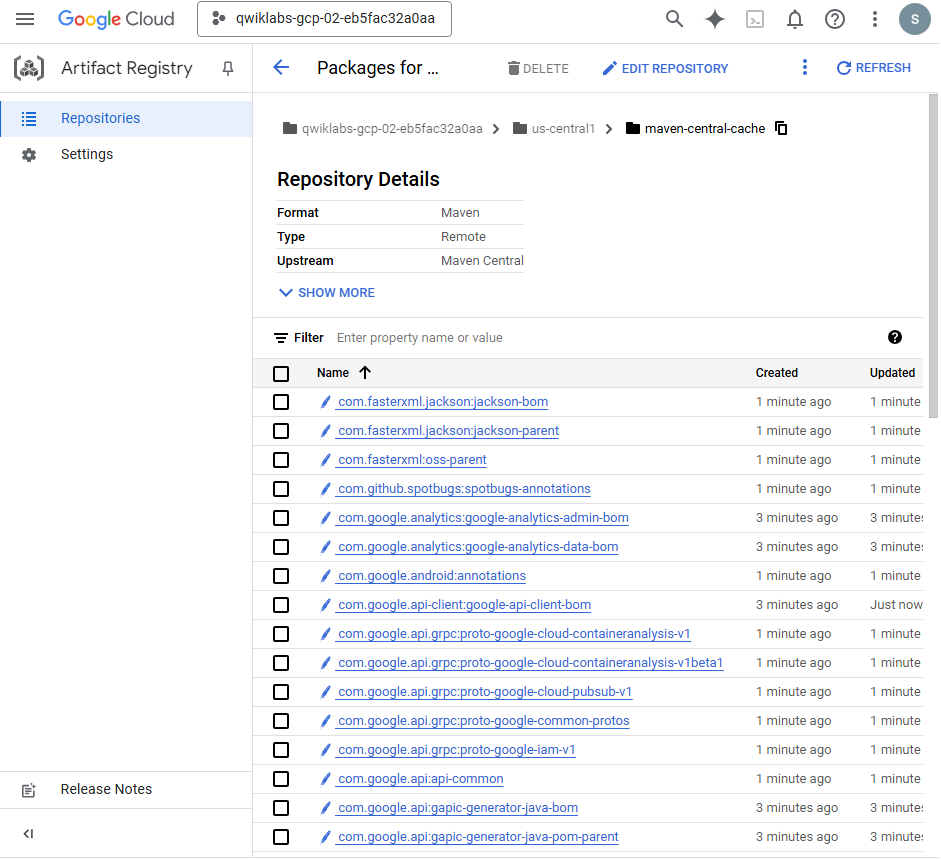 Google Cloud
qwiklabs-gcp-02-eb5fac32a0aa
S
Artifact Registry
Packages for ...
DELETE
EDIT REPOSITORY
REFRESH
Repositories
Settings
qwiklabs-gcp-02-eb5fac32a0aa
us-central1
maven-central-cache
Repository Details
Format Maven
Type Remote
Upstream Maven Central
SHOW MORE
Filter Enter property name or value
Name Created Updated
com.fasterxml.jackson:jackson-bom 1 minute ago 1 minute
com.fasterxml.jackson:jackson-parent 1 minute ago 1 minute
com.fasterxml:oss-parent 1 minute ago 1 minute
com.github.spotbugs:spotbugs-annotations 1 minute ago 1 minute
com.google.analytics:google-analytics-admin-bom 3 minutes ago 3 minutes
com.google.analytics:google-analytics-data-bom 3 minutes ago 3 minutes
com.google.android:annotations 1 minute ago 1 minute
com.google.api-client:google-api-client-bom 3 minutes ago Just now
com.google.api.grpc:proto-google-cloud-containeranalysis-v1 1 minute ago 1 minute
com.google.api.grpc:proto-google-cloud-containeranalysis-v1beta1 1 minute ago 1 minute
com.google.api.grpc:proto-google-cloud-pubsub-v1 1 minute ago 1 minute
com.google.api.grpc:proto-google-common-protos 1 minute ago 1 minute
com.google.api.grpc:proto-google-iam-v1 1 minute ago 1 minute
com.google.api:api-common 1 minute ago 1 minute
com.google.api:gapic-generator-java-bom 3 minutes ago 3 minutes
com.google.api:gapic-generator-java-pom-parent 3 minutes ago 3 minutes
Release Notes